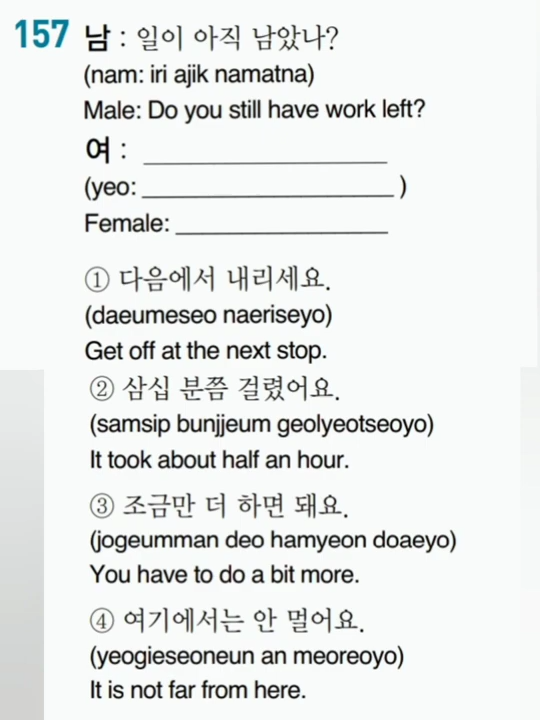 157 남 : 일이 아직 남았나?
(nam: iri ajik namatna)
Male: Do you still have work left?
여 : ____________________
(yeo: ____________________ )
Female: ____________________
① 다음에서 내리세요.
(daeumeseo naeriseyo)
Get off at the next stop.
② 삼십 분쯤 걸렸어요.
(samsip bunjjeum geolyeotseoyo)
It took about half an hour.
③ 조금만 더 하면 돼요.
(jogeumman deo hamyeon doaeyo)
You have to do a bit more.
④ 여기에서는 안 멀어요.
(yeogieseoneun an meoreoyo)
It is not far from here.